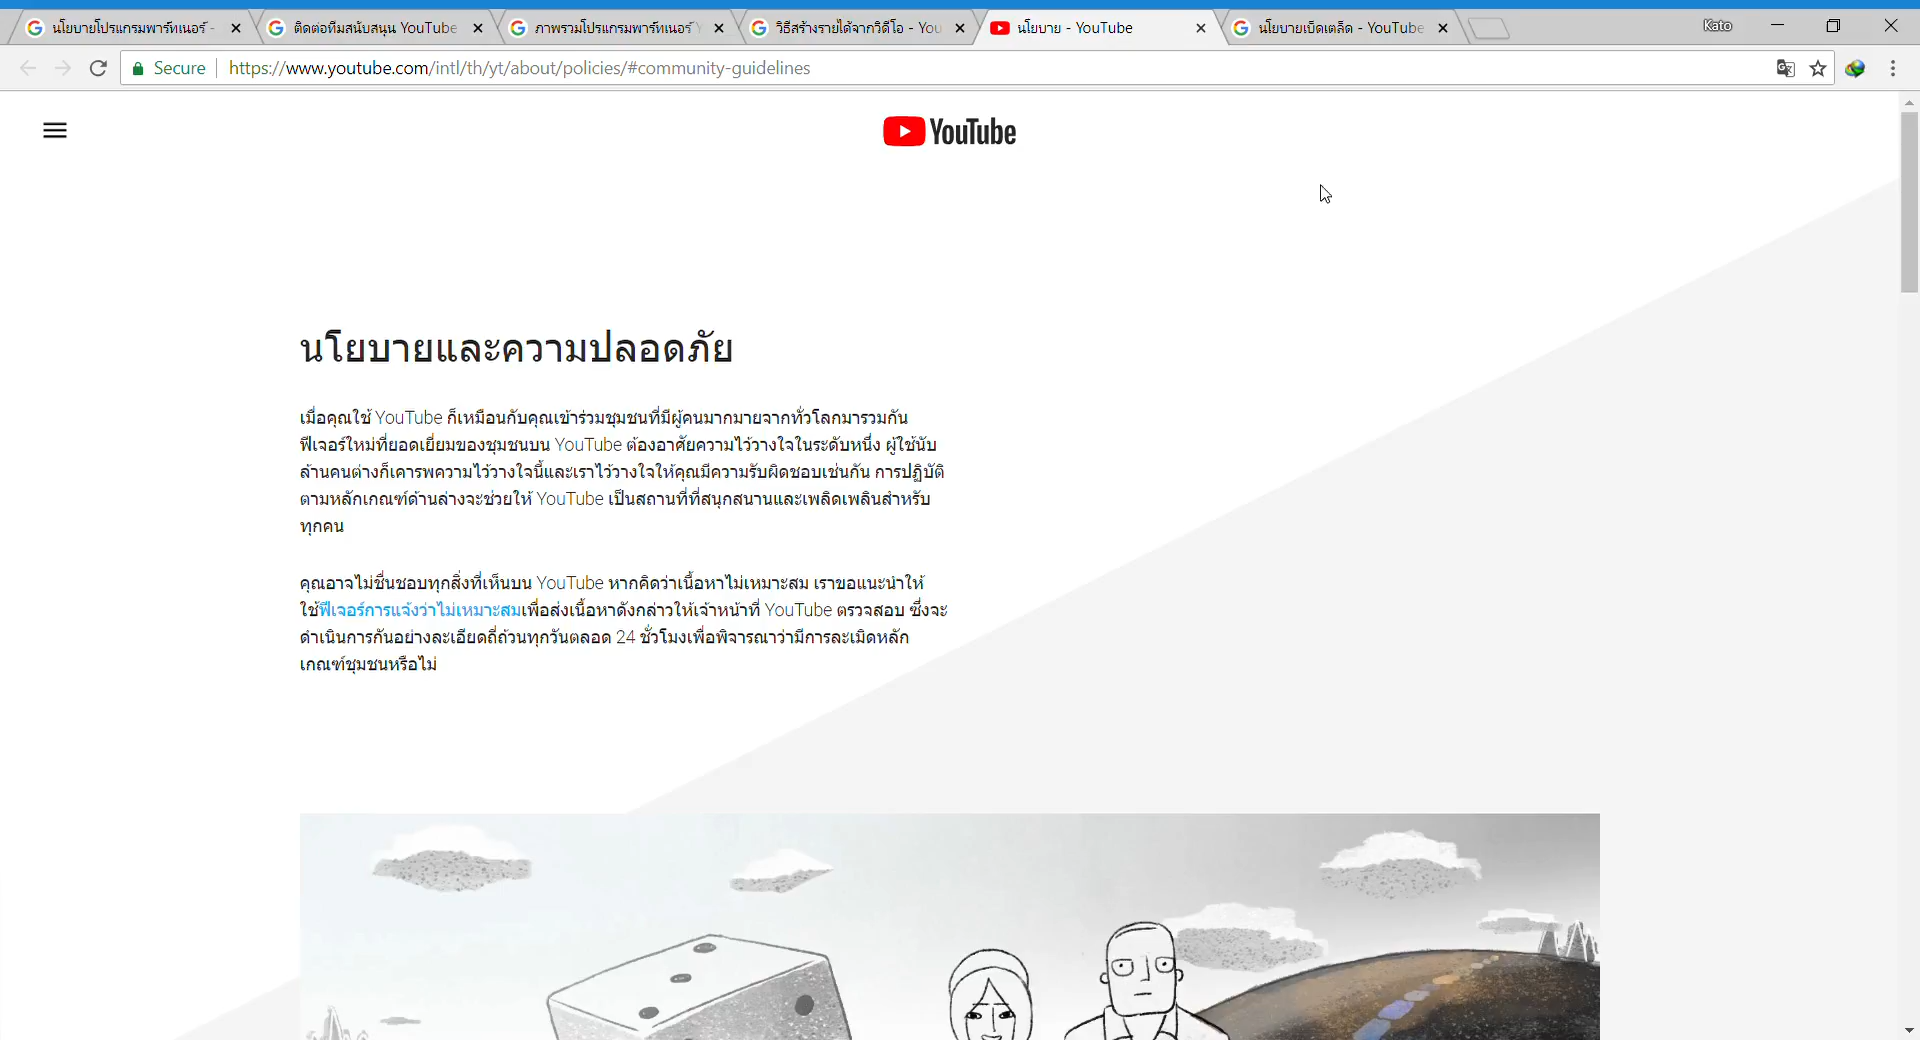 นโยบายโปรแกรมพาร์ทเนอร์ -
ติดต่อทีมสนับสนุน YouTube
ภาพรวมโปรแกรมพาร์ทเนอร์ Y
วิธีสร้างรายได้จากวิดีโอ - You
นโยบาย - YouTube
นโยบายเบ็ดเตล็ด - YouTube
Kato
Secure
https://www.youtube.com/intl/th/yt/about/policies/#community-guidelines
YouTube
นโยบายและความปลอดภัย
เมื่อคุณใช้ YouTube ก็เหมือนกับคุณเข้าร่วมชุมชนที่มีผู้คนมากมายจากทั่วโลกมารวมกัน
ฟีเจอร์ใหม่ที่ยอดเยี่ยมของชุมชนบน YouTube ต้องอาศัยความไว้วางใจในระดับหนึ่ง ผู้ใช้นับ
ล้านคนต่างก็เคารพความไว้วางใจนี้และเราไว้วางใจให้คุณมีความรับผิดชอบเช่นกัน การปฏิบัติ
ตามหลักเกณฑ์ด้านล่างจะช่วยให้ YouTube เป็นสถานที่ที่สนุกสนานและเพลิดเพลินสำหรับ
ทุกคน
คุณอาจไม่ชื่นชอบทุกสิ่งที่เห็นบน YouTube หากคิดว่าเนื้อหาไม่เหมาะสม เราขอแนะนำให้
ใช้ฟีเจอร์การแจ้งว่าไม่เหมาะสมเพื่อส่งเนื้อหาดังกล่าวให้เจ้าหน้าที่ YouTube ตรวจสอบ ซึ่งจะ
ดำเนินการกันอย่างละเอียดถี่ถ้วนทุกวันตลอด 24 ชั่วโมงเพื่อพิจารณาว่ามีการละเมิดหลัก
เกณฑ์ชุมชนหรือไม่